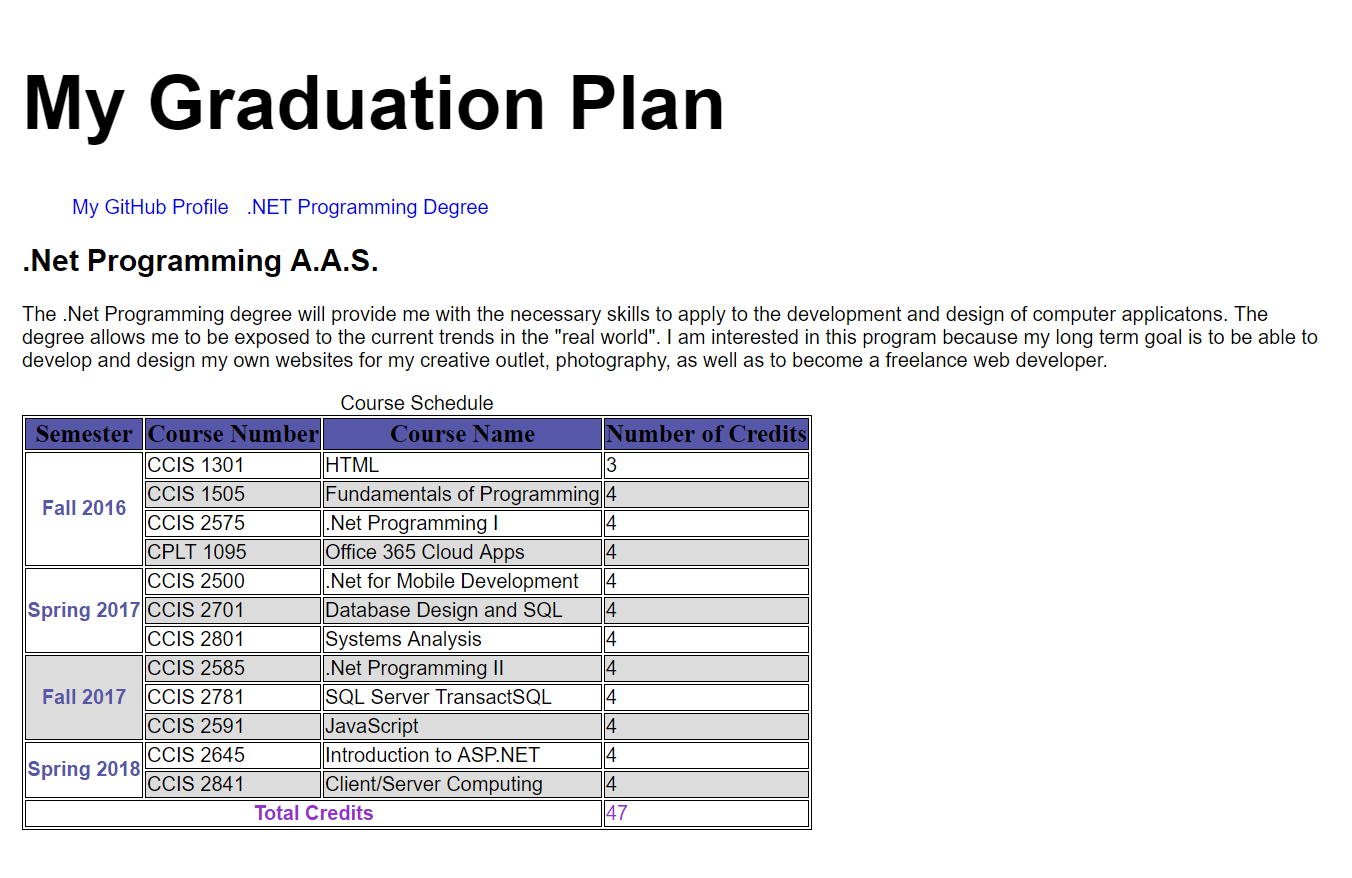 My Graduation Plan
My GitHub Profile .NET Programming Degree
.Net Programming A.A.S.
The .Net Programming degree will provide me with the necessary skills to apply to the development and design of computer applicatons. The
degree allows me to be exposed to the current trends in the "real world". I am interested in this program because my long term goal is to be able to
develop and design my own websites for my creative outlet, photography, as well as to become a freelance web developer.
Course Schedule
Semester Course Number Course Name Number of Credits
Fall 2016 CCIS 1301 HTML 3
CCIS 1505 Fundamentals of Programming 4
CCIS 2575 .Net Programming I 4
CPLT 1095 Office 365 Cloud Apps 4
Spring 2017 CCIS 2500 .Net for Mobile Development 4
CCIS 2701 Database Design and SQL 4
CCIS 2801 Systems Analysis 4
Fall 2017 CCIS 2585 .Net Programming II 4
CCIS 2781 SQL Server TransactSQL 4
CCIS 2591 JavaScript 4
Spring 2018 CCIS 2645 Introduction to ASP.NET 4
CCIS 2841 Client/Server Computing 4
Total Credits 47